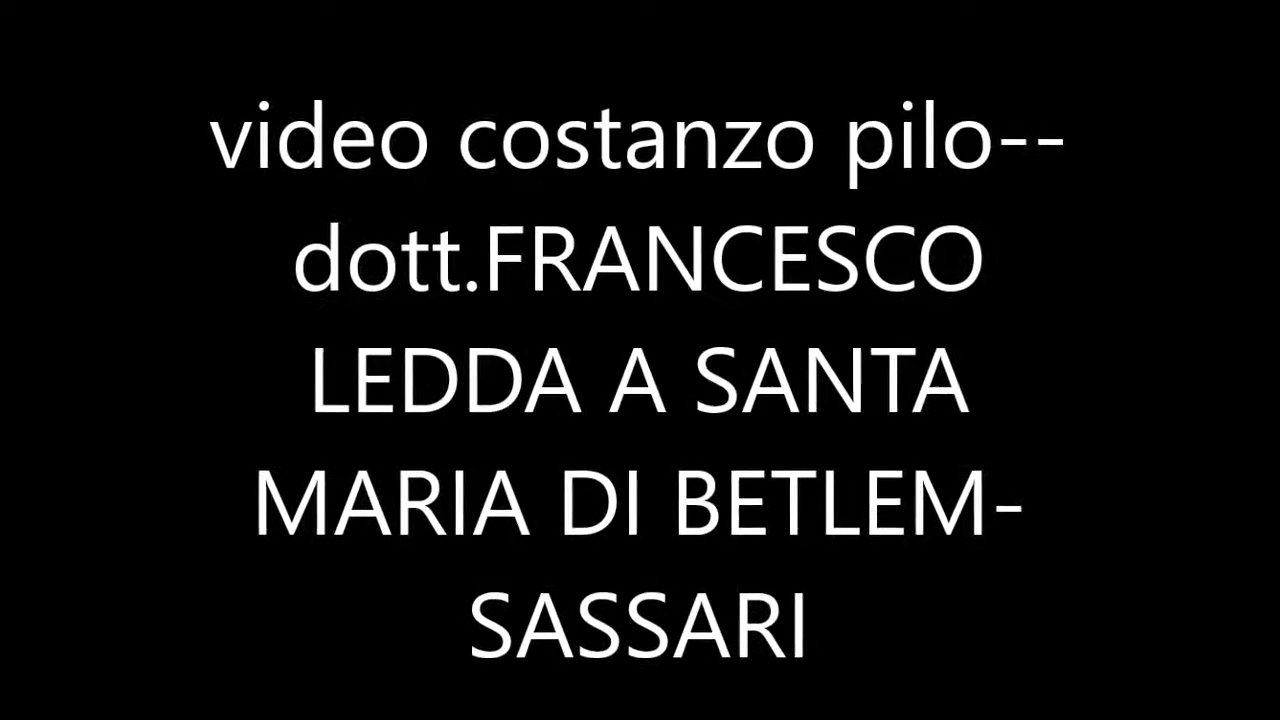 video costanzo pilo--
dott.FRANCESCO
LEDDA A SANTA
MARIA DI BETLEM-
SASSARI